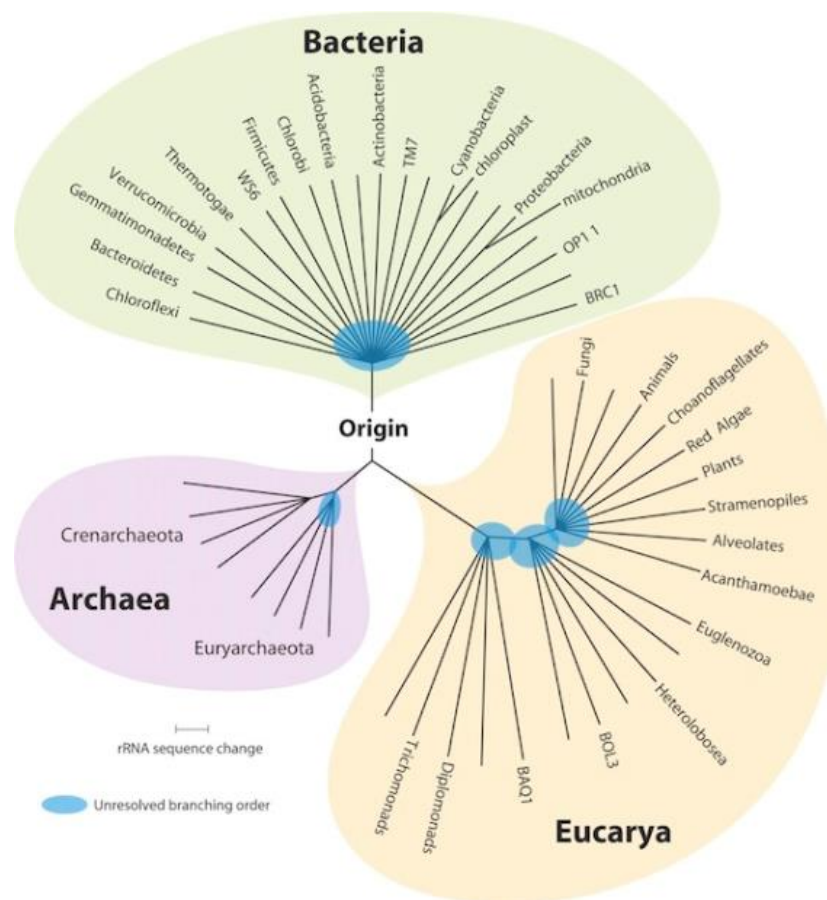 Bacteria
Chloroflexi
Bacteroidetes
Gemmatimonadetes
Verrucomicrobia
Thermotogae
WS6
Firmicutes
Chlorobi
Acidobacteria
Actinobacteria
TM7
Cyanobacteria
chloroplast
Proteobacteria
mitochondria
OP1 1
BRC1
Origin
Fungi
Animals
Choanoflagellates
Red Algae
Plants
Stramenopiles
Alveolates
Acanthamoebae
Euglenozoa
Heterolobosea
BOL3
BAQ1
Diplomonads
Trichomonads
Eucarya
Crenarchaeota
Archaea
Euryarchaeota
rRNA sequence change
Unresolved branching order